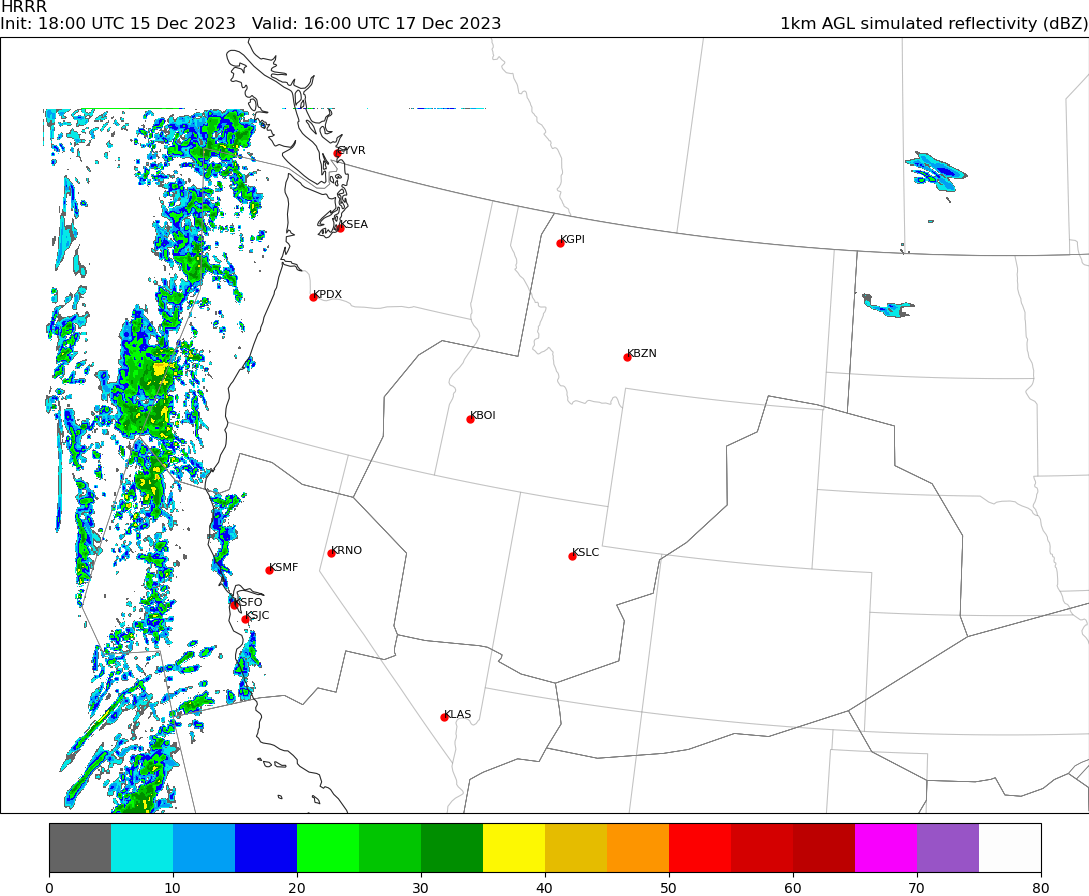 HRRR
Init: 18:00 UTC 15 Dec 2023   Valid: 16:00 UTC 17 Dec 2023   1km AGL simulated reflectivity (dBZ)
CYVR
KSEA
KGPI
KPDX
KBZN
KBOI
KRNO
KSLC
KSMF
KSFO
KSJC
KLAS
0 10 20 30 40 50 60 70 80